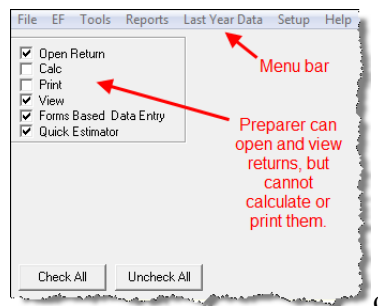 File EF Tools Reports Last Year Data Setup Help
Open Return
Calc
Print
View
Forms Based Data Entry
Quick Estimator
Menu bar
Preparer can
open and view
returns, but
cannot
calculate or
print them.
Check All Uncheck All